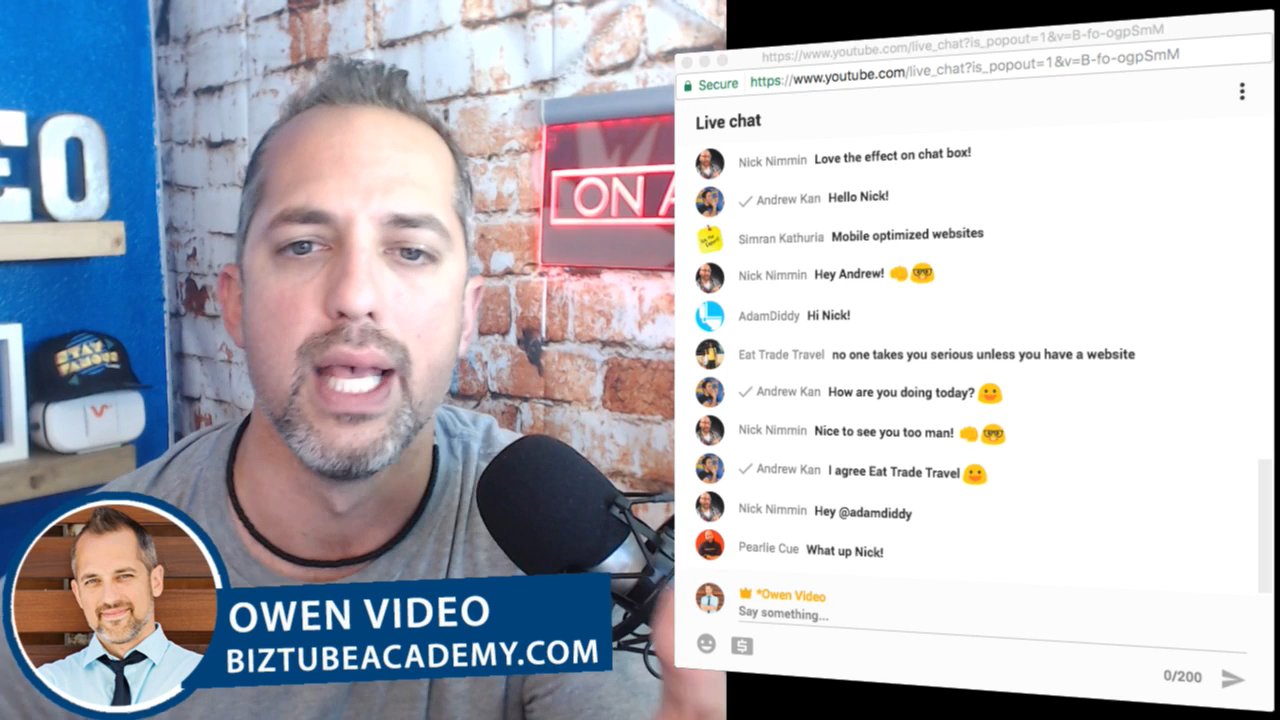 EO
STAY
FAMOUS
ON A
OWEN VIDEO
BIZTUBEACADEMY.COM
https://www.youtube.com/live_chat?is_popout=1&v=B-fo-ogpSmM
Secure https://www.youtube.com/live_chat?is_popout=1&v=B-fo-ogpSmM
Live chat
Nick Nimmin Love the effect on chat box!
Andrew Kan Hello Nick!
Simran Kathuria Mobile optimized websites
Nick Nimmin Hey Andrew! 👊🤓
AdamDiddy Hi Nick!
Eat Trade Travel no one takes you serious unless you have a website
Andrew Kan How are you doing today? 😛
Nick Nimmin Nice to see you too man! 👊🤓
Andrew Kan I agree Eat Trade Travel 😛
Nick Nimmin Hey @adamdiddy
Pearlie Cue What up Nick!
*Owen Video
Say something...
0/200